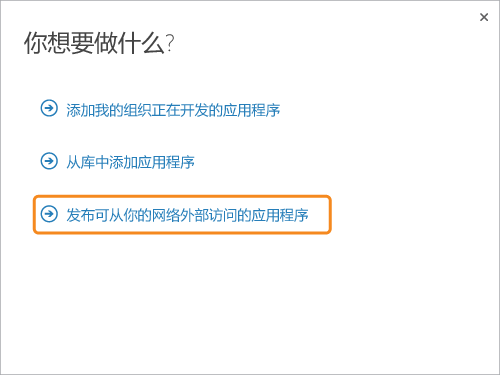 你想要做什么?
添加我的组织正在开发的应用程序
从库中添加应用程序
发布可从你的网络外部访问的应用程序